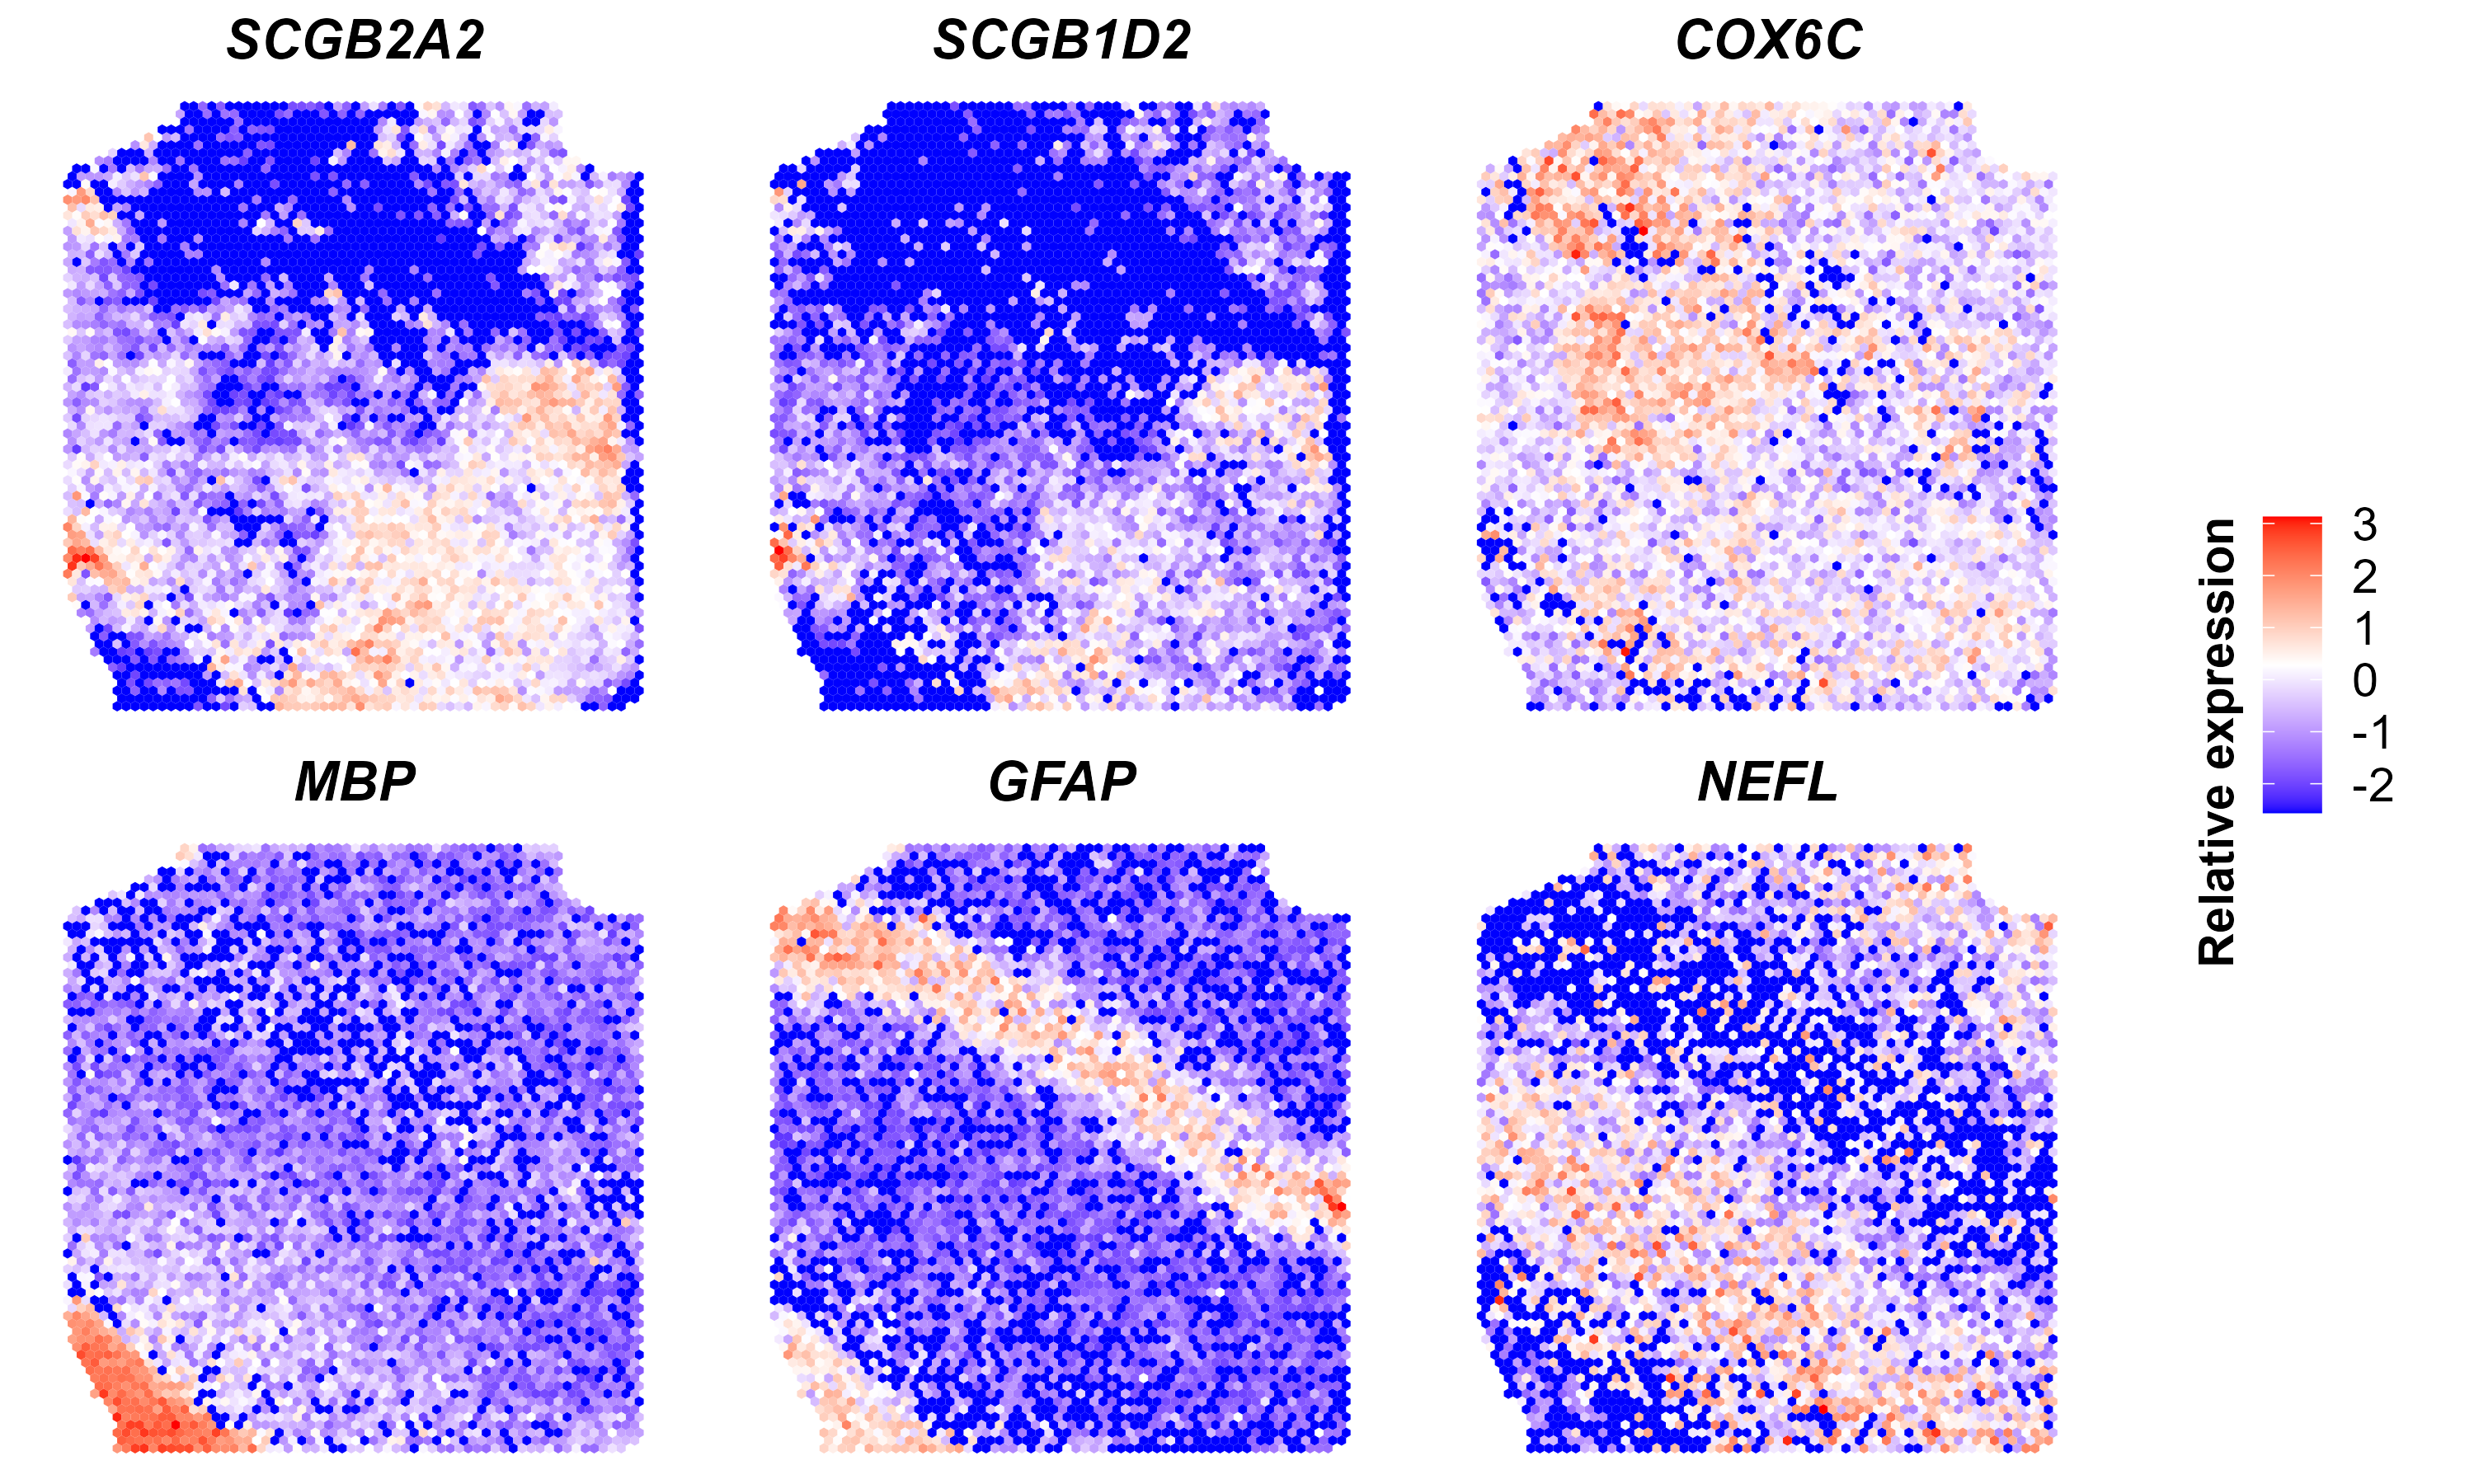 SCGB2A2
SCGB1D2
COX6C
MBP
GFAP
NEFL
Relative expression
3
2
1
0
-1
-2